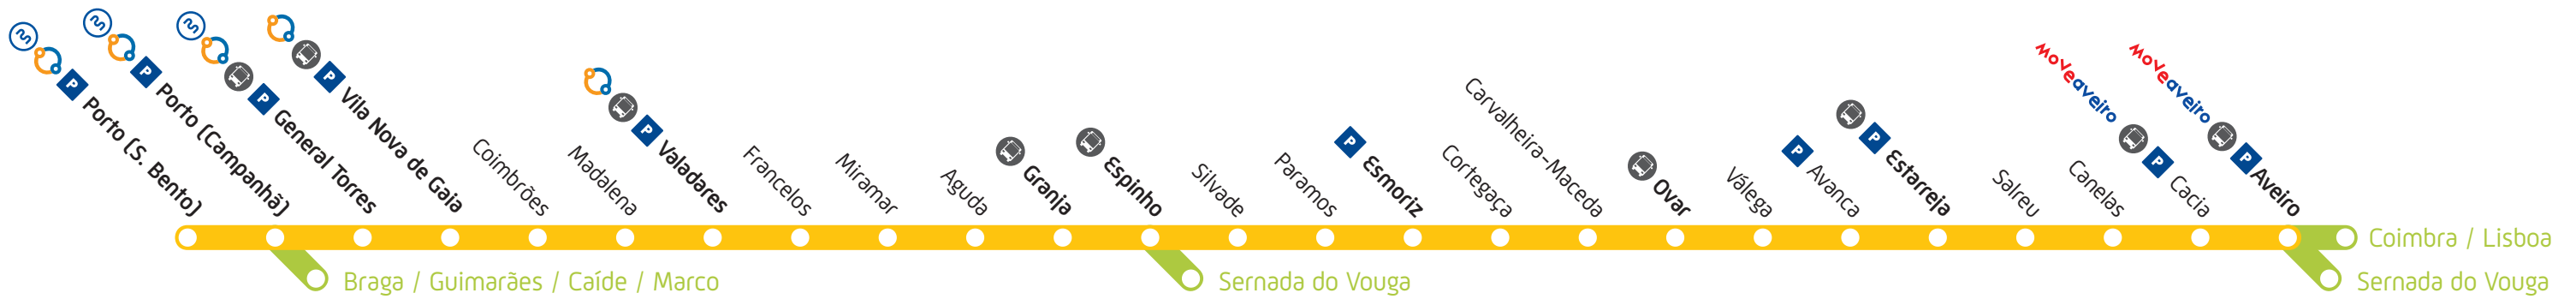 P Porto (S. Bento)
P Porto (Campanhã)
P General Torres
P Vila Nova de Gaia
Coimbrões
Madalena
P Valadares
Francelos
Miramar
Aguda
Granja
Espinho
Silvade
Paramos
P Esmoriz
Cortegaça
Carvalheira-Maceda
Ovar
Válega
P Avanca
P Estarreja
Salreu
Canelas
moveaveiro P Cacia
moveaveiro P Aveiro
Braga / Guimarães / Caíde / Marco
Sernada do Vouga
Coimbra / Lisboa
Sernada do Vouga